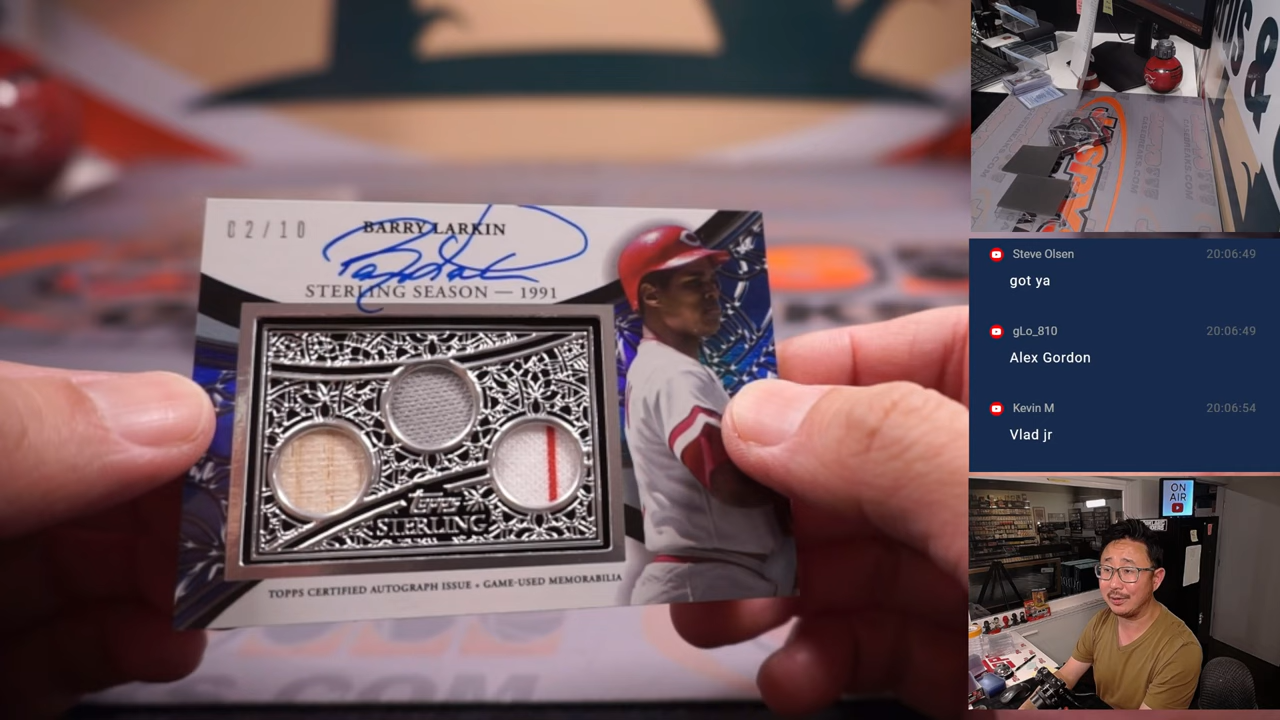 02/10
BARRY LARKIN
STERLING SEASON — 1991
TOPPS
STERLING
TOPPS CERTIFIED AUTOGRAPH ISSUE • GAME-USED MEMORABILIA
THIS &
Steve Olsen 20:06:49
got ya
gLo_810 20:06:49
Alex Gordon
Kevin M 20:06:54
Vlad jr
ON
AIR